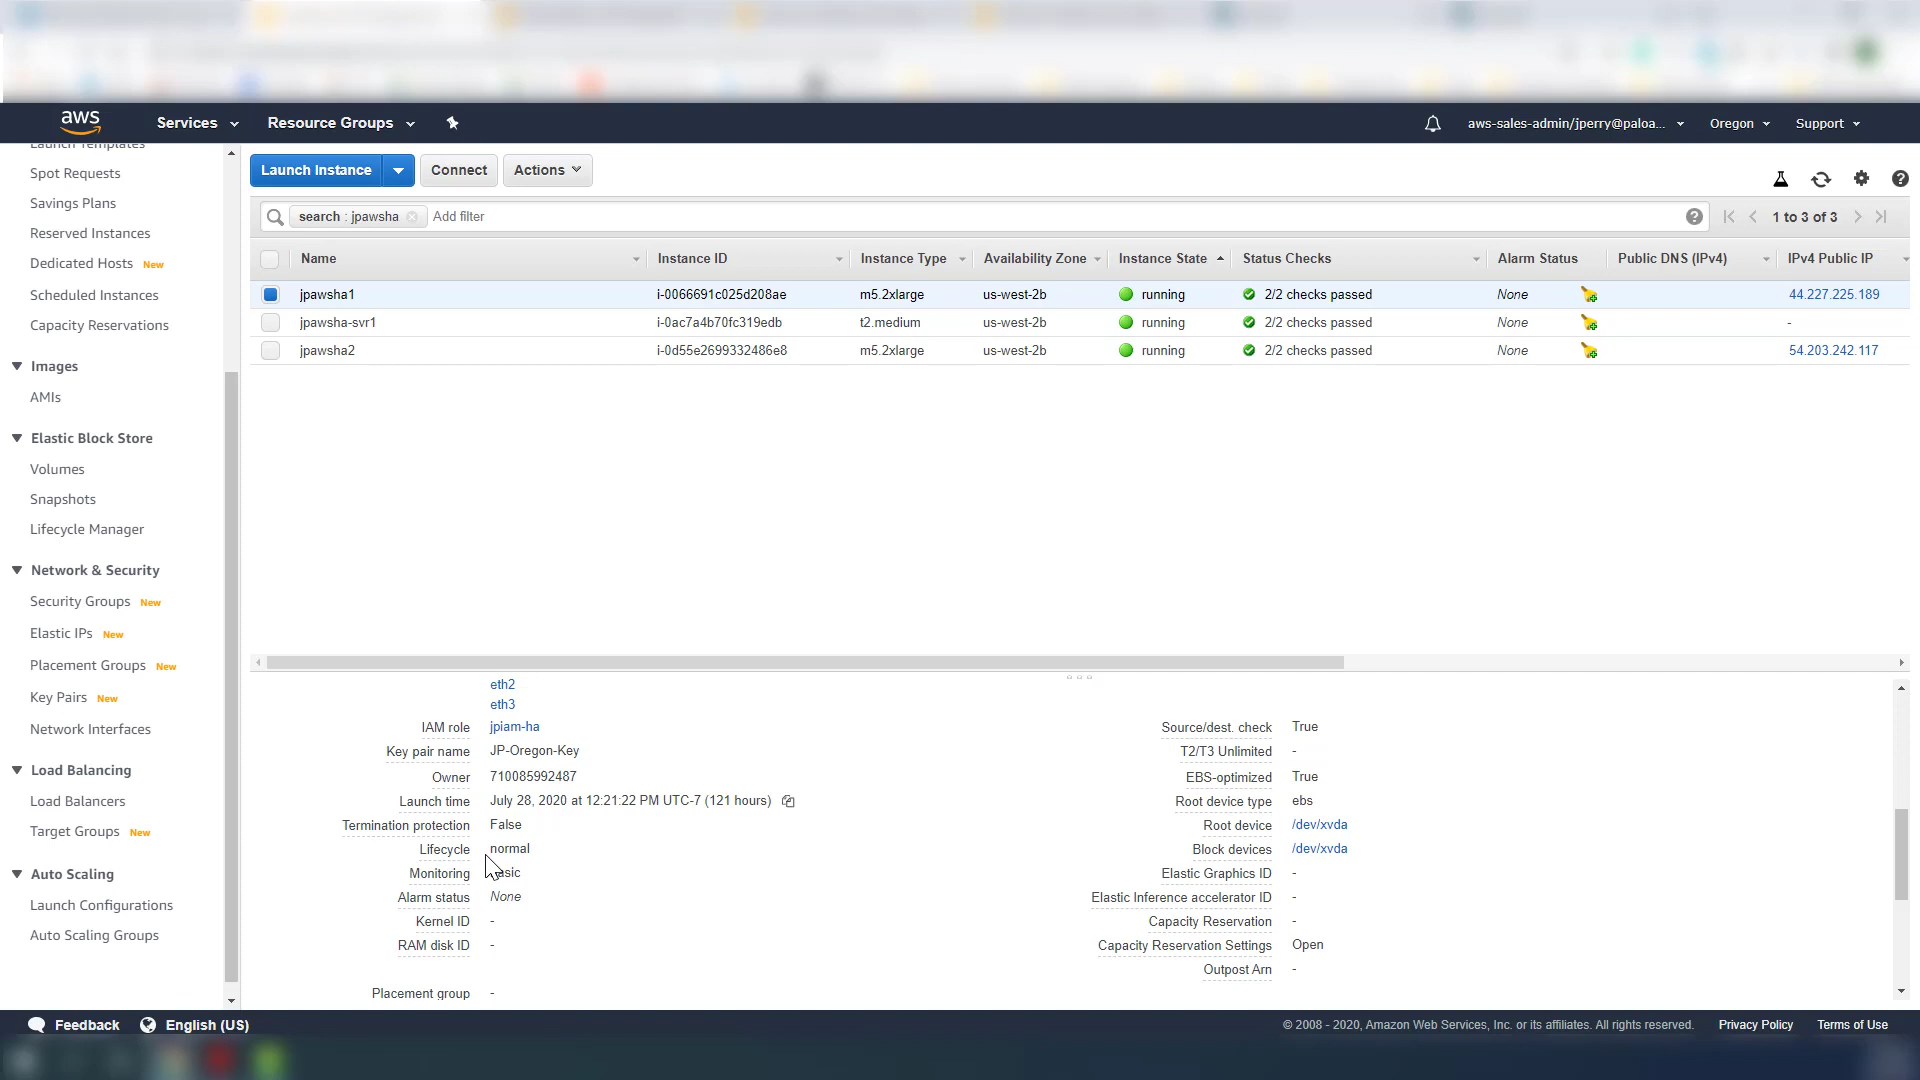 aws
Services
Resource Groups
aws-sales-admin/jperry@paloa...
Oregon
Support
Launch Templates
Spot Requests
Savings Plans
Reserved Instances
Dedicated Hosts New
Scheduled Instances
Capacity Reservations
Images
AMIs
Elastic Block Store
Volumes
Snapshots
Lifecycle Manager
Network & Security
Security Groups New
Elastic IPs New
Placement Groups New
Key Pairs New
Network Interfaces
Load Balancing
Load Balancers
Target Groups New
Auto Scaling
Launch Configurations
Auto Scaling Groups
Launch Instance
Connect
Actions
search : jpawsha
Add filter
1 to 3 of 3
Name Instance ID Instance Type Availability Zone Instance State Status Checks Alarm Status Public DNS (IPv4) IPv4 Public IP
jpawsha1 i-0066691c025d208ae m5.2xlarge us-west-2b running 2/2 checks passed None 44.227.225.189
jpawsha-svr1 i-0ac7a4b70fc319edb t2.medium us-west-2b running 2/2 checks passed None -
jpawsha2 i-0d55e2699332486e8 m5.2xlarge us-west-2b running 2/2 checks passed None 54.203.242.117
eth2
eth3
IAM role jpiam-ha
Key pair name JP-Oregon-Key
Owner 710085992487
Launch time July 28, 2020 at 12:21:22 PM UTC-7 (121 hours)
Termination protection False
Lifecycle normal
Monitoring
Alarm status None
Kernel ID -
RAM disk ID -
Placement group -
Source/dest. check True
T2/T3 Unlimited -
EBS-optimized True
Root device type ebs
Root device /dev/xvda
Block devices /dev/xvda
Elastic Graphics ID -
Elastic Inference accelerator ID -
Capacity Reservation -
Capacity Reservation Settings Open
Outpost Arn -
Feedback
English (US)
© 2008 - 2020, Amazon Web Services, Inc. or its affiliates. All rights reserved.
Privacy Policy
Terms of Use